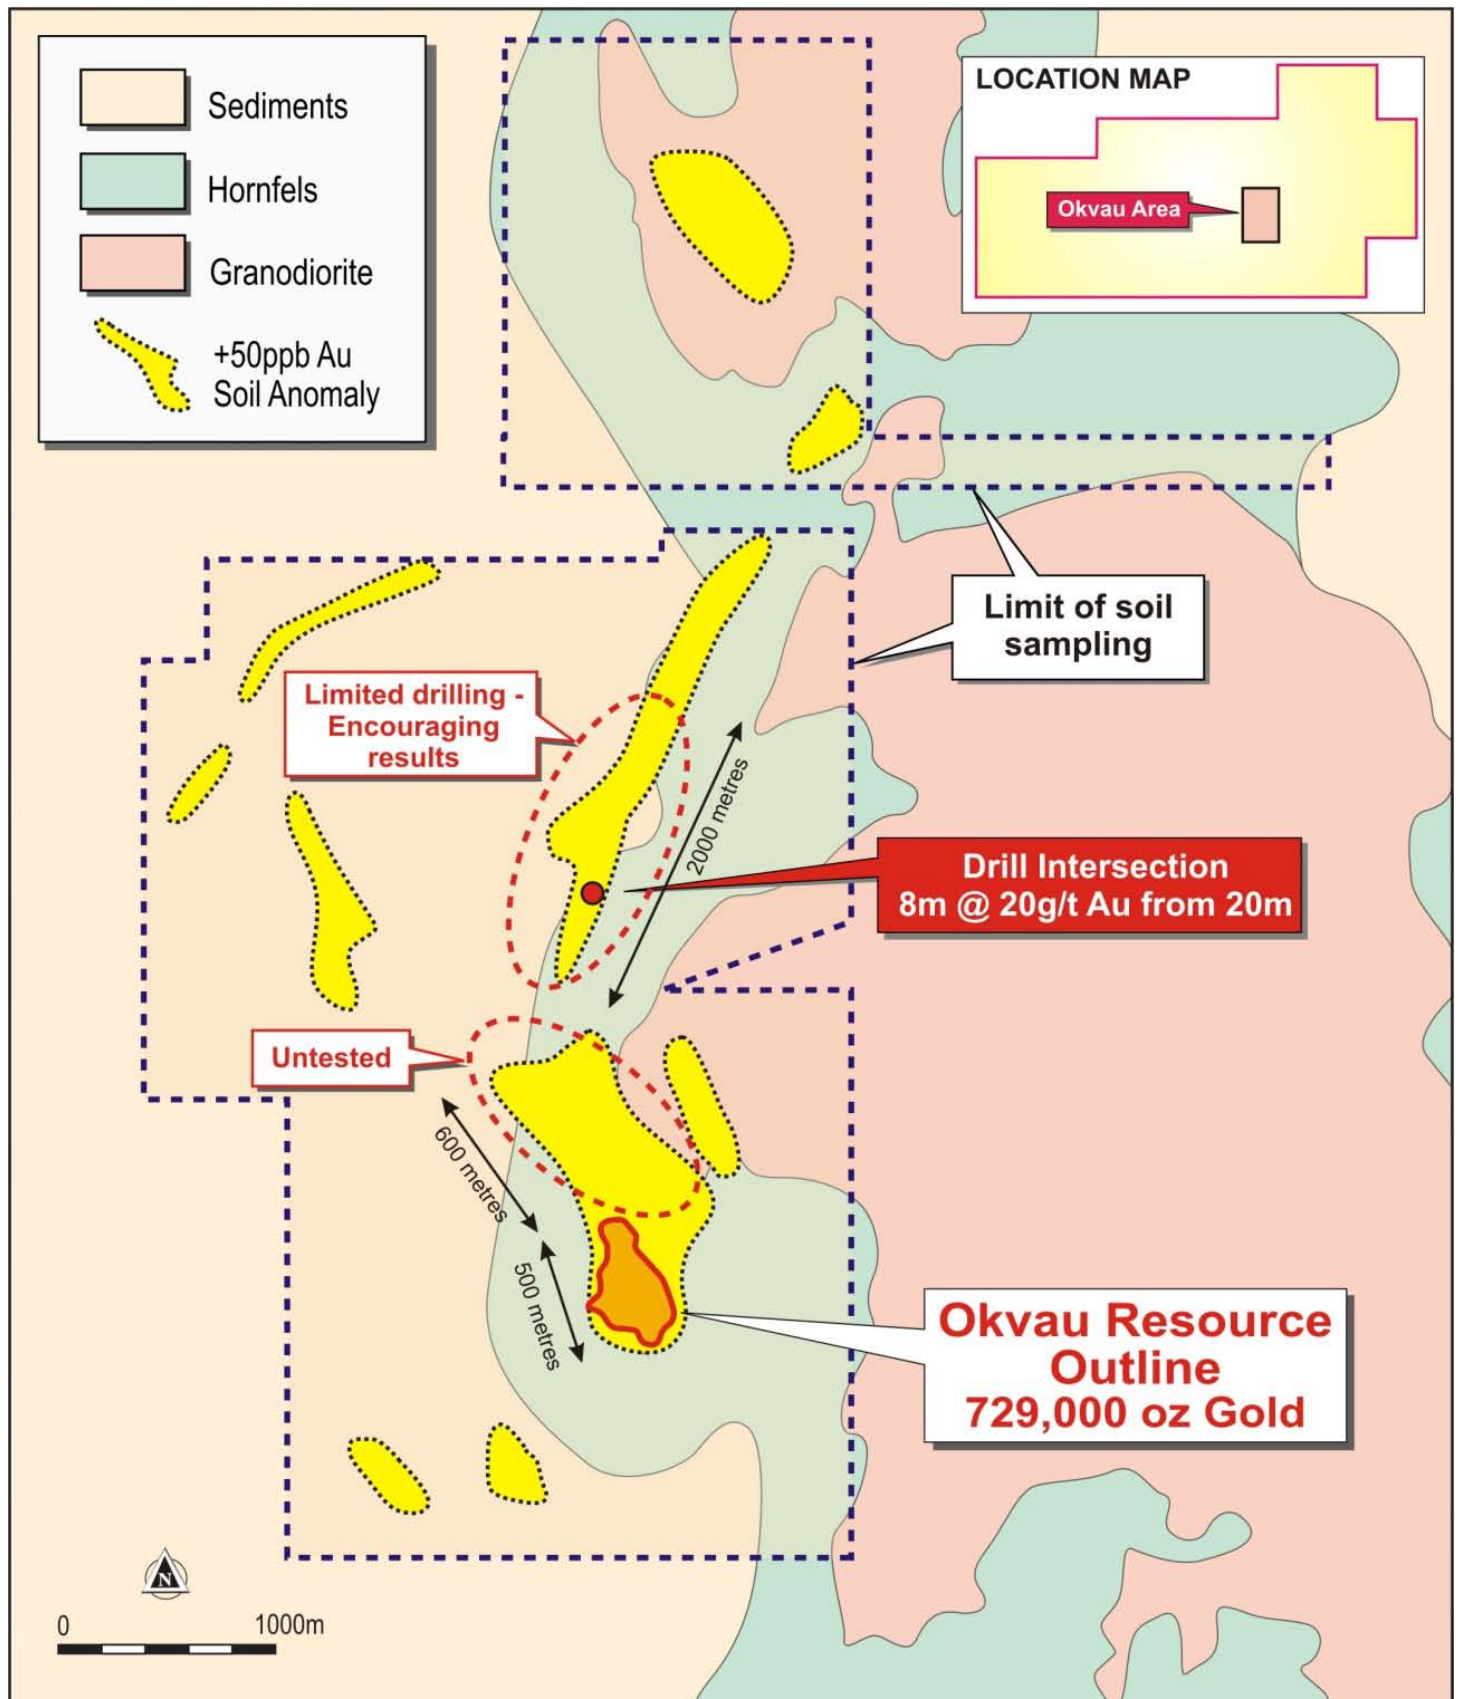 Sediments
Hornfels
Granodiorite
+50ppb Au
Soil Anomaly
LOCATION MAP
Okvau Area
Limit of soil
sampling
Limited drilling -
Encouraging
results
2000 metres
Drill Intersection
8m @ 20g/t Au from 20m
Untested
600 metres
500 metres
Okvau Resource
Outline
729,000 oz Gold
N
0 1000m